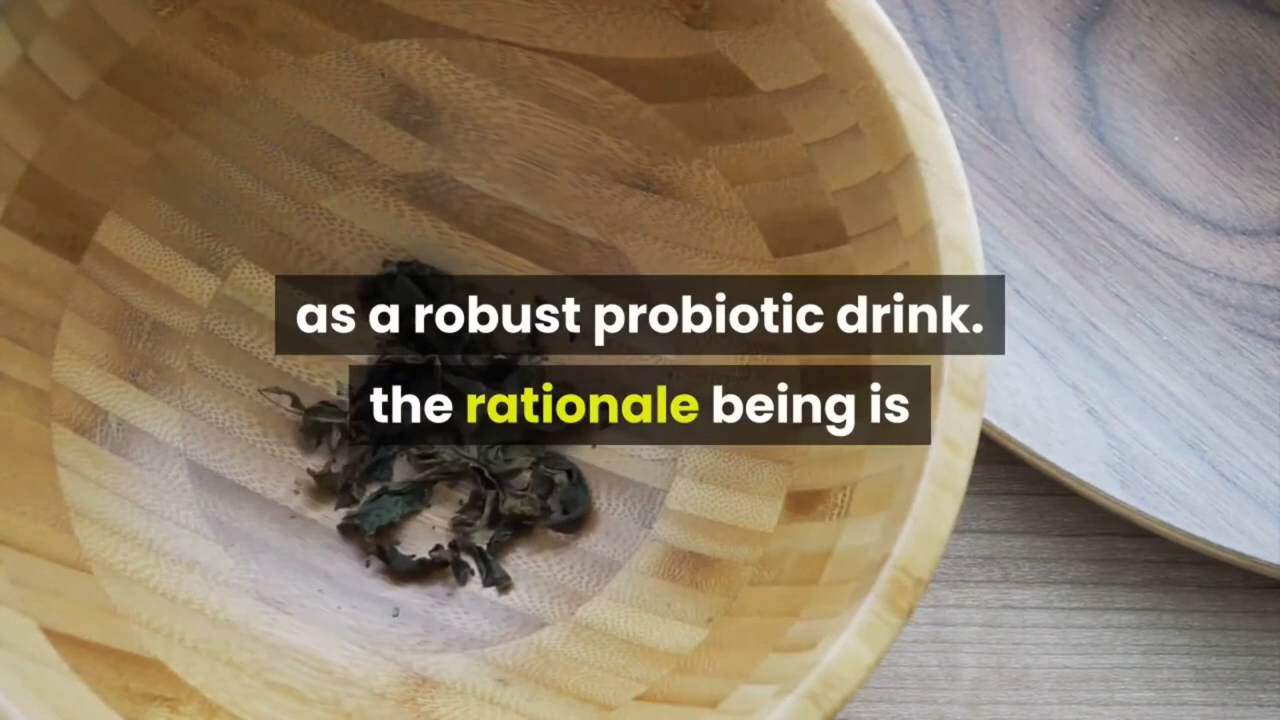 as a robust probiotic drink.
the rationale being is